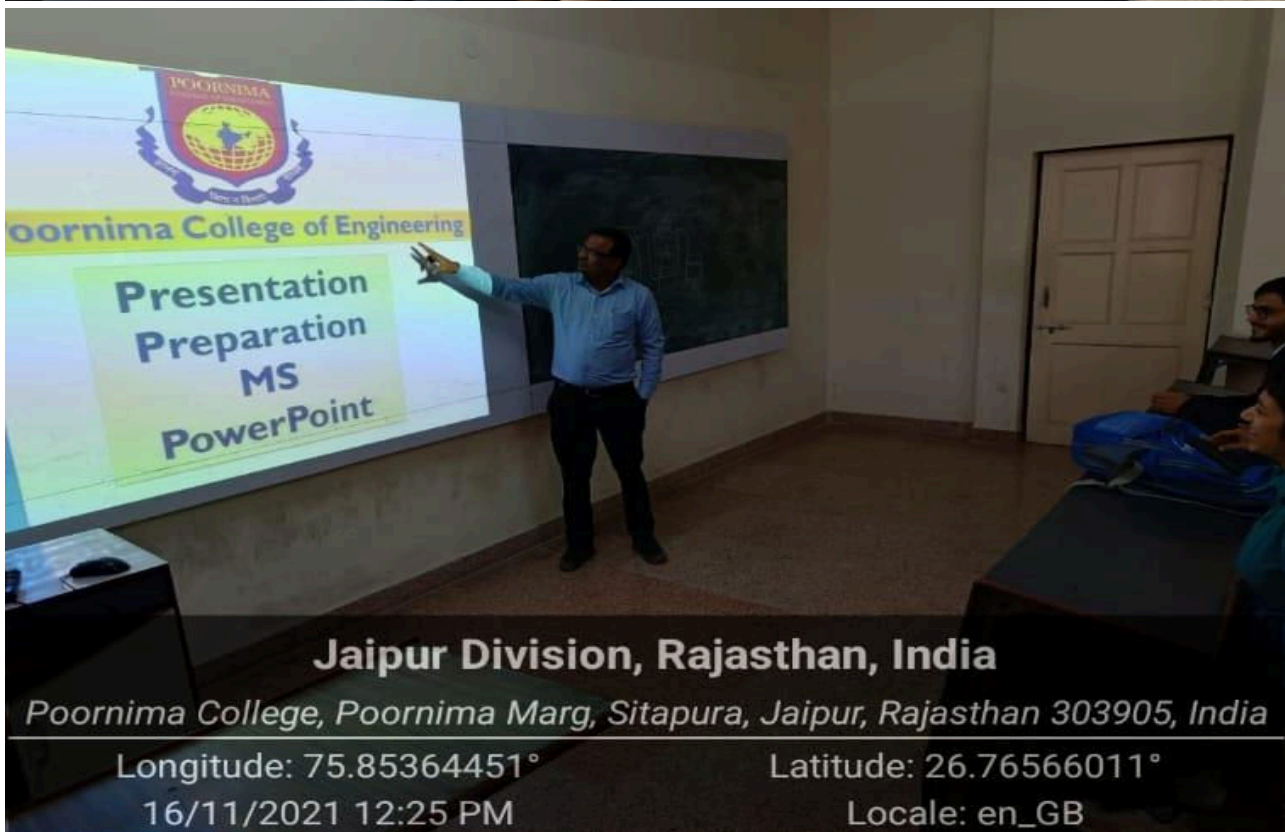 POORNIMA
oornima College of Engineering
Presentation
Preparation
MS
PowerPoint
Jaipur Division, Rajasthan, India
Poornima College, Poornima Marg, Sitapura, Jaipur, Rajasthan 303905, India
Longitude: 75.85364451°
Latitude: 26.76566011°
16/11/2021 12:25 PM
Locale: en_GB